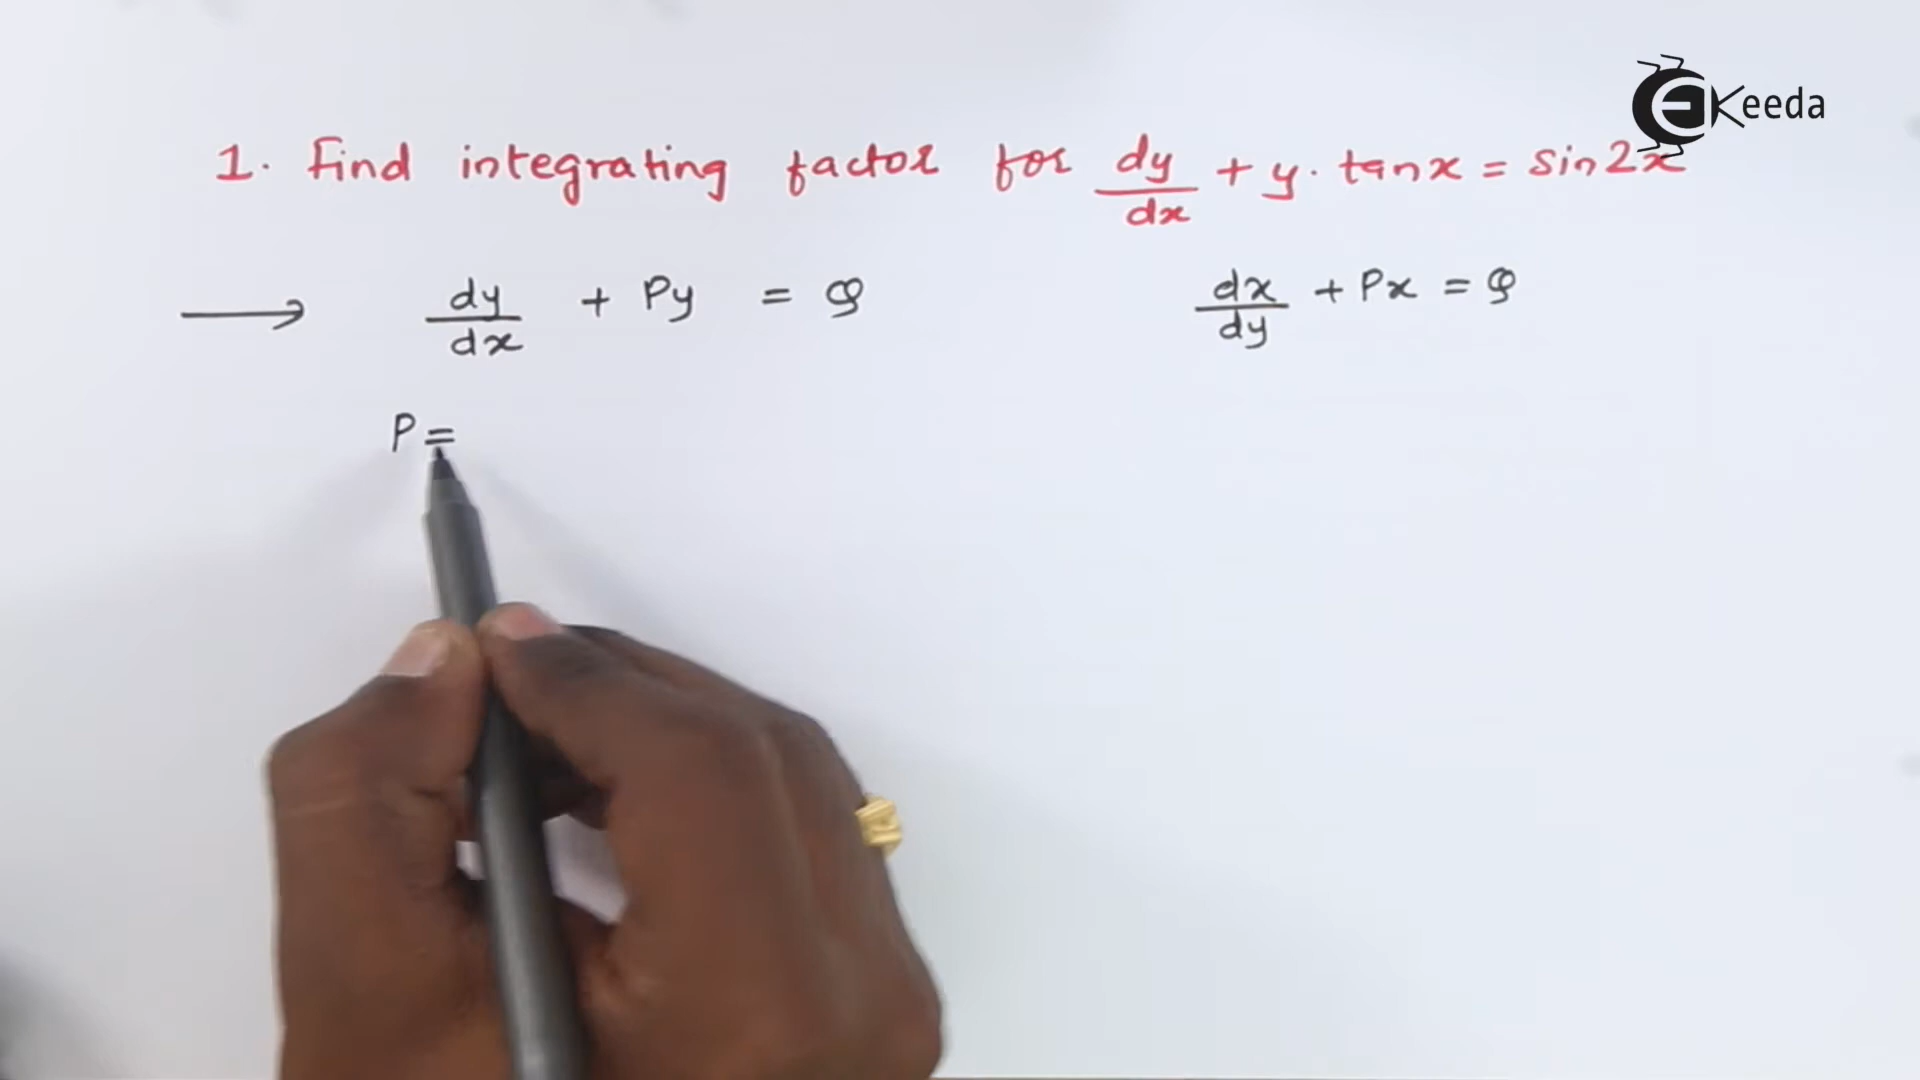 EKeeda
1. Find integrating factor for dy/dx + y. tanx = sin2x
dy/dx + Py = Q
dx/dy + Px = Q
P =